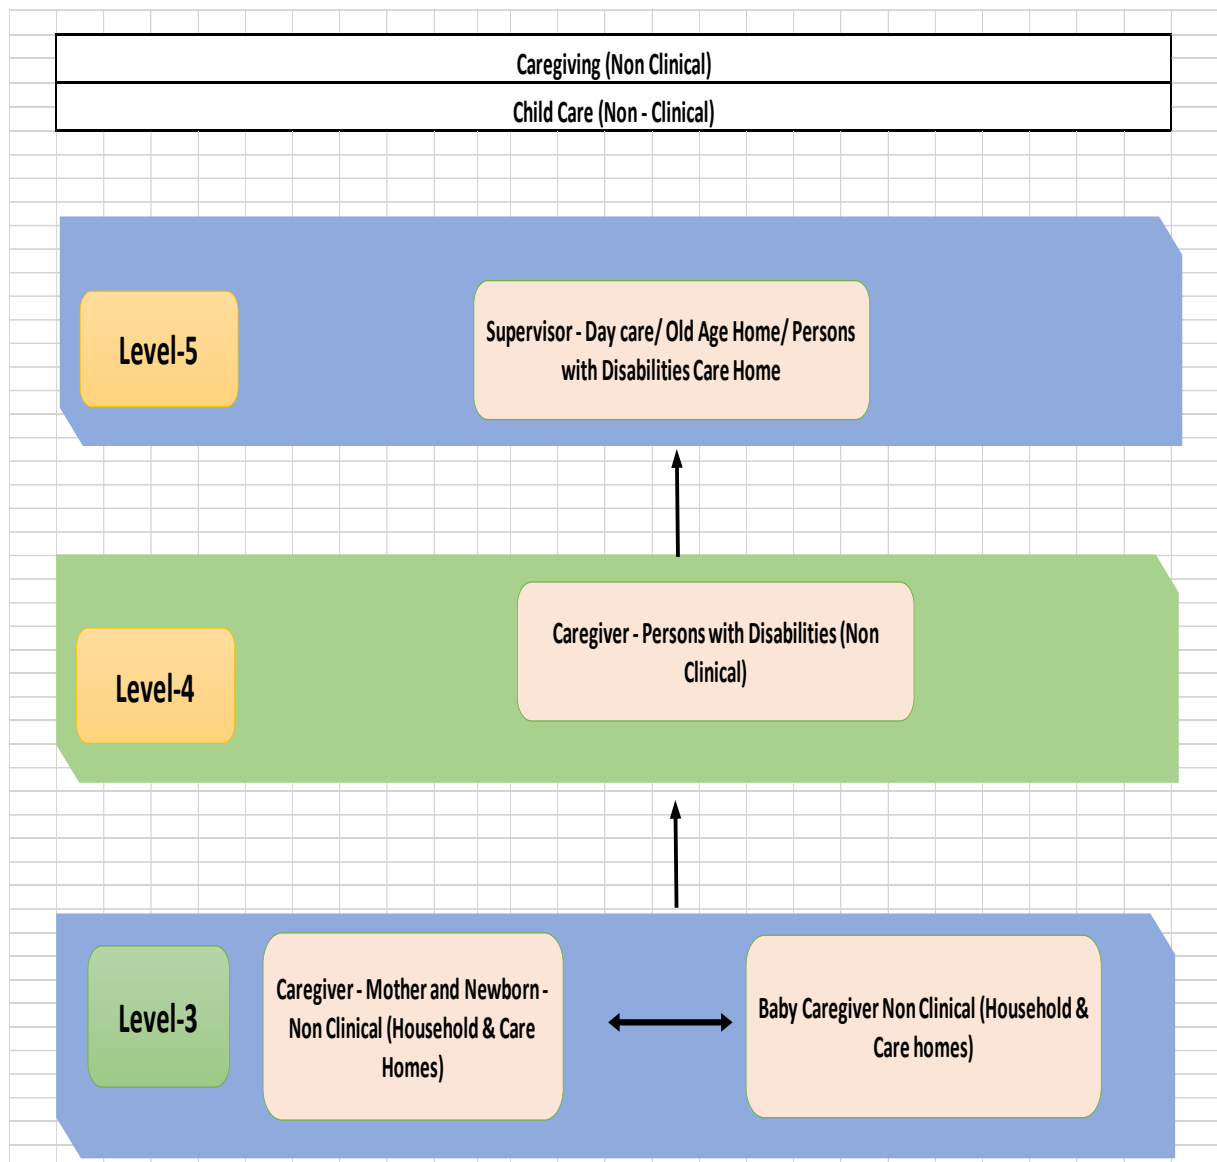 Caregiving (Non Clinical)
Child Care (Non - Clinical)
Level-5
Supervisor - Day care/ Old Age Home/ Persons
with Disabilities Care Home
Level-4
Caregiver - Persons with Disabilities (Non
Clinical)
Level-3
Caregiver - Mother and Newborn -
Non Clinical (Household & Care
Homes)
Baby Caregiver Non Clinical (Household &
Care homes)